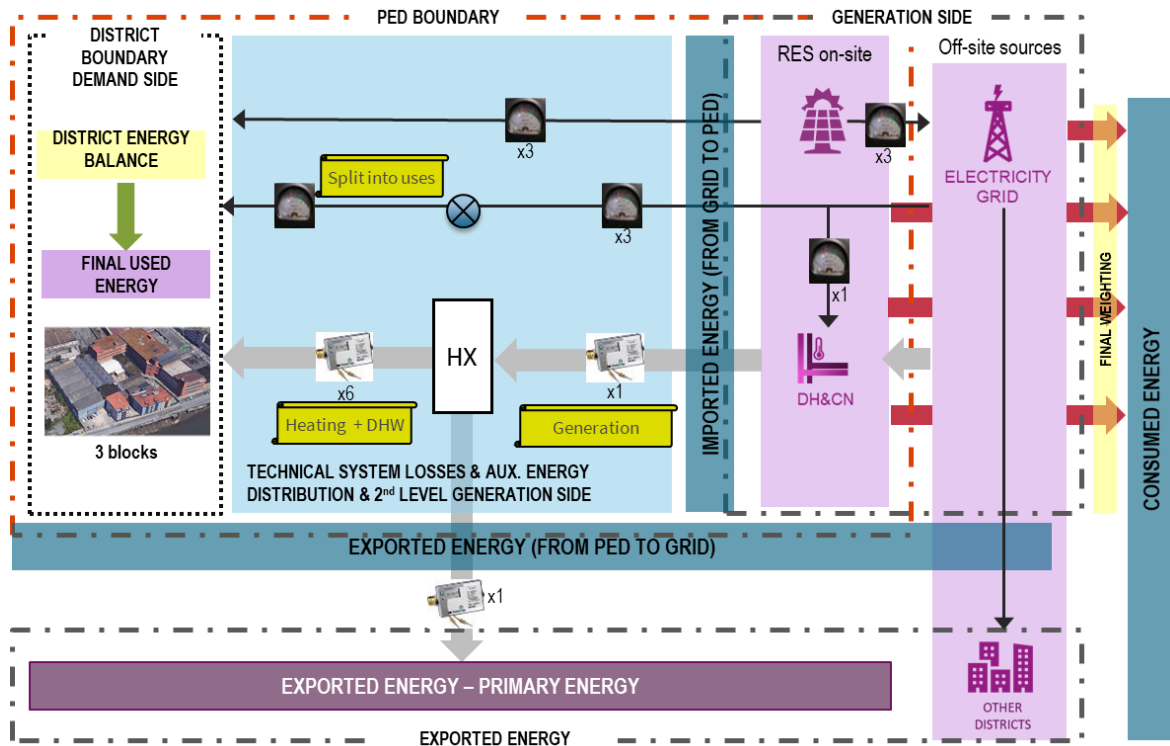 PED BOUNDARY
GENERATION SIDE
DISTRICT
BOUNDARY
DEMAND SIDE
RES on-site
Off-site sources
x3
x3
DISTRICT ENERGY
BALANCE
Split into uses
ELECTRICITY
GRID
x3
FINAL USED
ENERGY
x1
IMPORTED ENERGY (FROM GRID TO PED)
FINAL WEIGHTING
CONSUMED ENERGY
HX
x6
x1
DH&CN
Heating + DHW
Generation
3 blocks
TECHNICAL SYSTEM LOSSES & AUX. ENERGY
DISTRIBUTION & 2nd LEVEL GENERATION SIDE
EXPORTED ENERGY (FROM PED TO GRID)
x1
EXPORTED ENERGY – PRIMARY ENERGY
OTHER
DISTRICTS
EXPORTED ENERGY